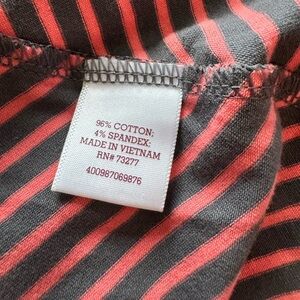 96% COTTON;
4% SPANDEX;
MADE IN VIETNAM
RN# 73277
400987069876